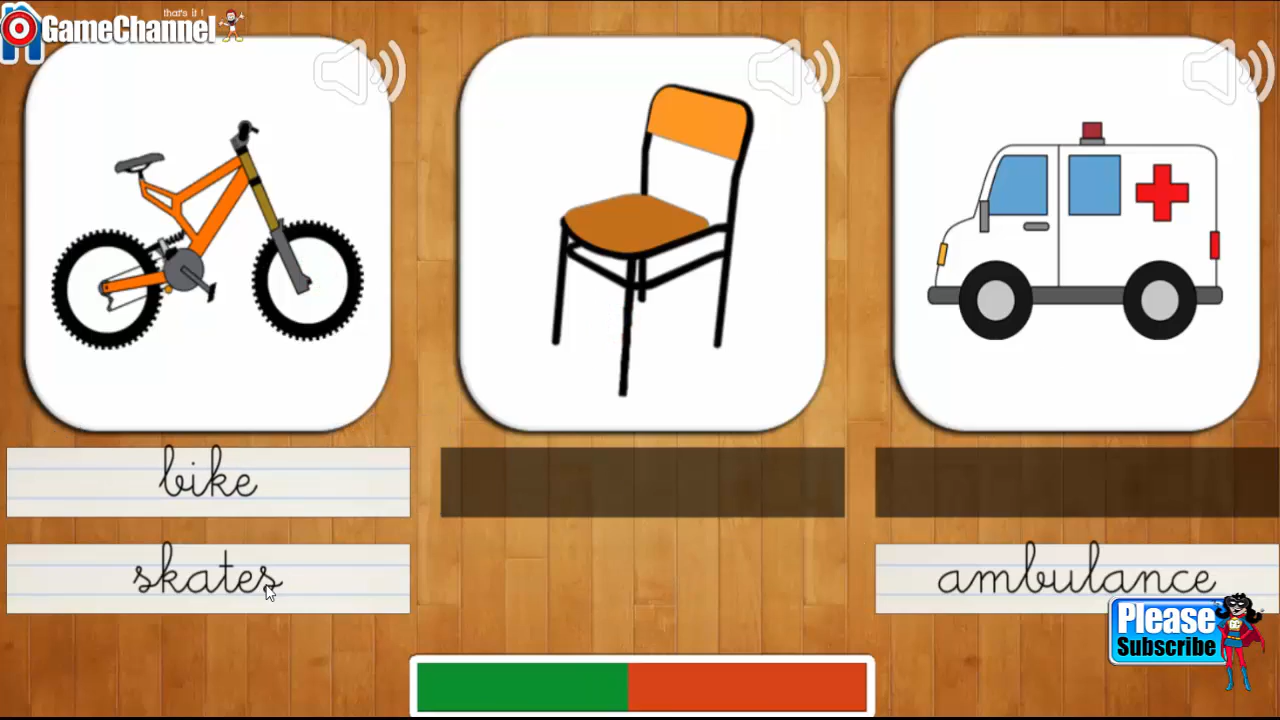 that's it !
GameChannel
bike
skates
ambulance
Please
Subscribe